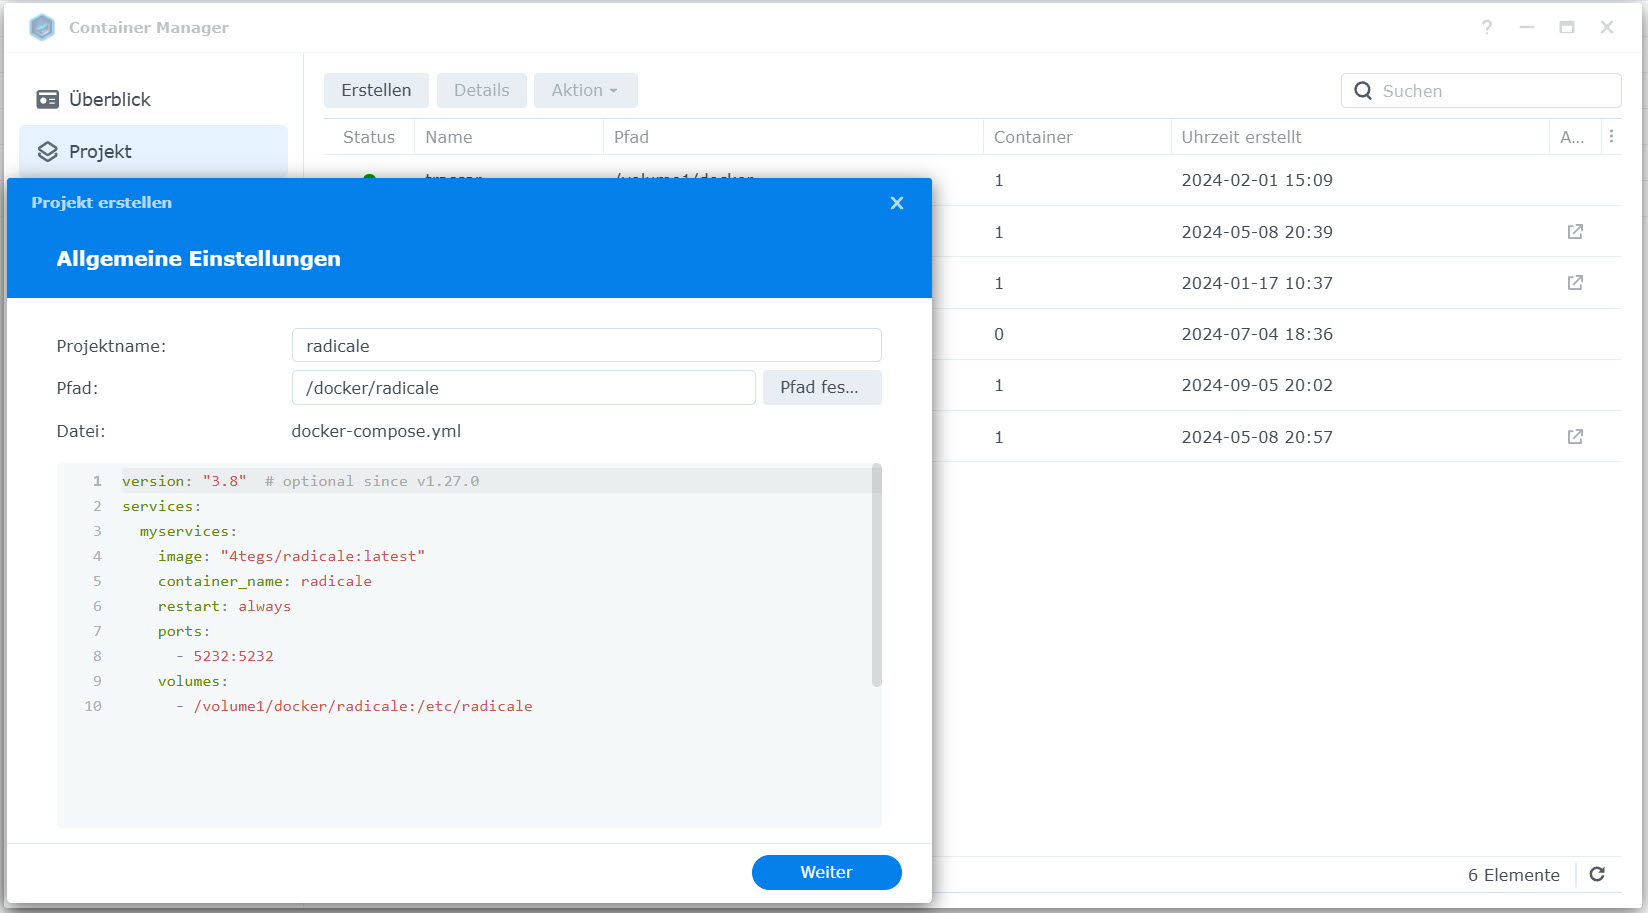 Container Manager
Überblick
Projekt
Erstellen Details Aktion
Suchen
Status Name Pfad Container Uhrzeit erstellt A...
1 2024-02-01 15:09
1 2024-05-08 20:39
1 2024-01-17 10:37
0 2024-07-04 18:36
1 2024-09-05 20:02
1 2024-05-08 20:57
6 Elemente
Projekt erstellen
Allgemeine Einstellungen
Projektname: radicale
Pfad: /docker/radicale Pfad fes...
Datei: docker-compose.yml
1 version: "3.8" # optional since v1.27.0
2 services:
3 myservices:
4 image: "4tegs/radicale:latest"
5 container_name: radicale
6 restart: always
7 ports:
8 - 5232:5232
9 volumes:
10 - /volume1/docker/radicale:/etc/radicale
Weiter